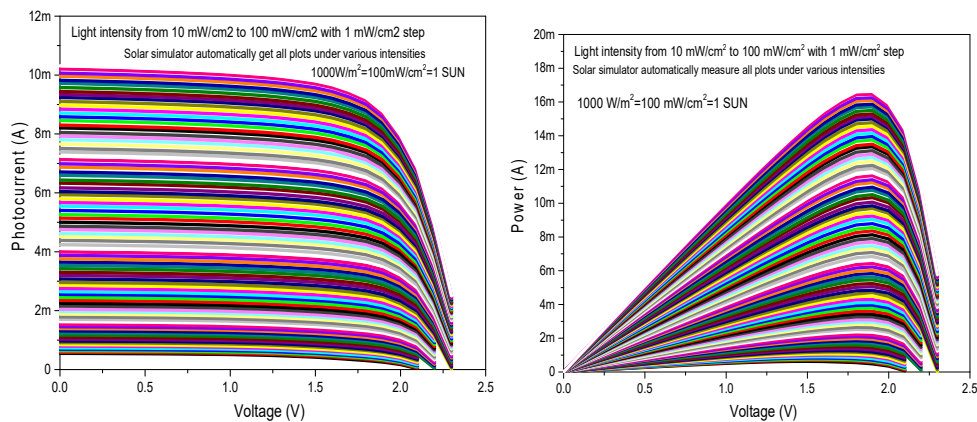 12m
10m
8m
6m
4m
2m
0
Photocurrent (A)
Light intensity from 10 mW/cm2 to 100 mW/cm2 with 1 mW/cm2 step
Solar simulator automatically get all plots under various intensities
1000W/m²=100mW/cm²=1 SUN
0.0 0.5 1.0 1.5 2.0 2.5
Voltage (V)
20m
18m
16m
14m
12m
10m
8m
6m
4m
2m
0
Power (A)
Light intensity from 10 mW/cm² to 100 mW/cm² with 1 mW/cm² step
Solar simulator automatically measure all plots under various intensities
1000 W/m²=100 mW/cm²=1 SUN
0.0 0.5 1.0 1.5 2.0 2.5
Voltage (V)